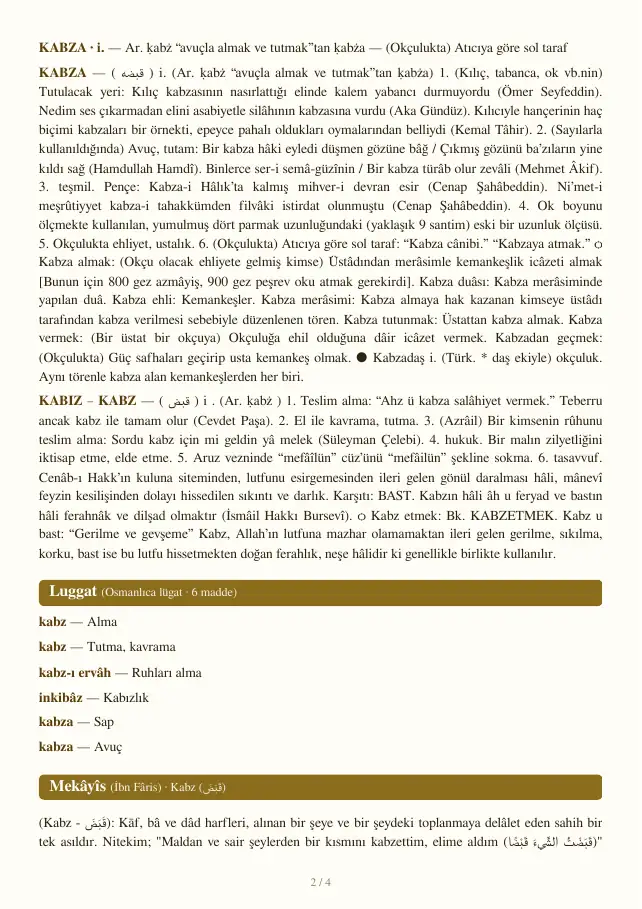 KABZA · i. — Ar. ḳabż “avuçla almak ve tutmak”tan ḳabża — (Okçulukta) Atıcıya göre sol taraf
KABZA — ( قبضه ) i. (Ar. ḳabż “avuçla almak ve tutmak”tan ḳabża) 1. (Kılıç, tabanca, ok vb.nin)
Tutulacak yeri: Kılıç kabzasının nasırlattığı elinde kalem yabancı durmuyordu (Ömer Seyfeddin).
Nedim ses çıkarmadan elini asabiyetle silâhının kabzasına vurdu (Aka Gündüz). Kılıcıyle hançerinin haç
biçimi kabzaları bir örnekti, epeyce pahalı oldukları oymalarından belliydi (Kemal Tâhir). 2. (Sayılarla
kullanıldığında) Avuç, tutam: Bir kabza hâki eyledi düşmen gözüne bâğ / Çıkmış gözünü ba’zıların yine
kıldı sağ (Hamdullah Hamdî). Binlerce ser-i semâ-güzînin / Bir kabza türâb olur zevâli (Mehmet Âkif).
3. teşmil. Pençe: Kabza-i Hâlık’ta kalmış mihver-i devran esir (Cenap Şahâbeddin). Ni’met-i
meşrûtiyyet kabza-i tahakkümden filvâki istirdat olunmuştu (Cenap Şahâbeddin). 4. Ok boyunu
ölçmekte kullanılan, yumulmuş dört parmak uzunluğundaki (yaklaşık 9 santim) eski bir uzunluk ölçüsü.
5. Okçulukta ehliyet, ustalık. 6. (Okçulukta) Atıcıya göre sol taraf: “Kabza cânibi.” “Kabzaya atmak.” ѻ
Kabza almak: (Okçu olacak ehliyete gelmiş kimse) Üstâdından merâsimle kemankeşlik icâzeti almak
[Bunun için 800 gez azmâyiş, 900 gez peşrev oku atmak gerekirdi]. Kabza duâsı: Kabza merâsiminde
yapılan duâ. Kabza ehli: Kemankeşler. Kabza merâsimi: Kabza almaya hak kazanan kimseye üstâdı
tarafından kabza verilmesi sebebiyle düzenlenen tören. Kabza tutunmak: Üstattan kabza almak. Kabza
vermek: (Bir üstat bir okçuya) Okçuluğa ehil olduğuna dâir icâzet vermek. Kabzadan geçmek:
(Okçulukta) Güç safhaları geçirip usta kemankeş olmak. ● Kabzadaş i. (Türk. * daş ekiyle) okçuluk.
Aynı törenle kabza alan kemankeşlerden her biri.
KABIZ – KABZ — ( قبض ) i . (Ar. ḳabż ) 1. Teslim alma: “Ahz ü kabza salâhiyet vermek.” Teberru
ancak kabz ile tamam olur (Cevdet Paşa). 2. El ile kavrama, tutma. 3. (Azrâil) Bir kimsenin rûhunu
teslim alma: Sordu kabz için mi geldin yâ melek (Süleyman Çelebi). 4. hukuk. Bir malın zilyetliğini
iktisap etme, elde etme. 5. Aruz vezninde “mefâîlün” cüz’ünü “mefâilün” şekline sokma. 6. tasavvuf.
Cenâb-ı Hakk’ın kuluna siteminden, lutfunu esirgemesinden ileri gelen gönül daralması hâli, mânevî
feyzin kesilişinden dolayı hissedilen sıkıntı ve darlık. Karşıtı: BAST. Kabzın hâli âh u feryad ve bastın
hâli ferahnâk ve dilşad olmaktır (İsmâil Hakkı Bursevî). ѻ Kabz etmek: Bk. KABZETMEK. Kabz u
bast: “Gerilme ve gevşeme” Kabz, Allah’ın lutfuna mazhar olamamaktan ileri gelen gerilme, sıkılma,
korku, bast ise bu lutfu hissetmekten doğan ferahlık, neşe hâlidir ki genellikle birlikte kullanılır.
Luggat (Osmanlıca lügat · 6 madde)
kabz — Alma
kabz — Tutma, kavrama
kabz-ı ervâh — Ruhları alma
inkibâz — Kabızlık
kabza — Sap
kabza — Avuç
Mekâyîs (İbn Fâris) · Kabz (قَبَضَ)
(Kabz - قَبَضَ): Kāf, bâ ve dâd harfleri, alınan bir şeye ve bir şeydeki toplanmaya delâlet eden sahih bir
tek asıldır. Nitekim; "Maldan ve sair şeylerden bir kısmını kabzettim, elime aldım (قَبَضْتُ الشَّيءَ قَبْضًا)"
2 / 4